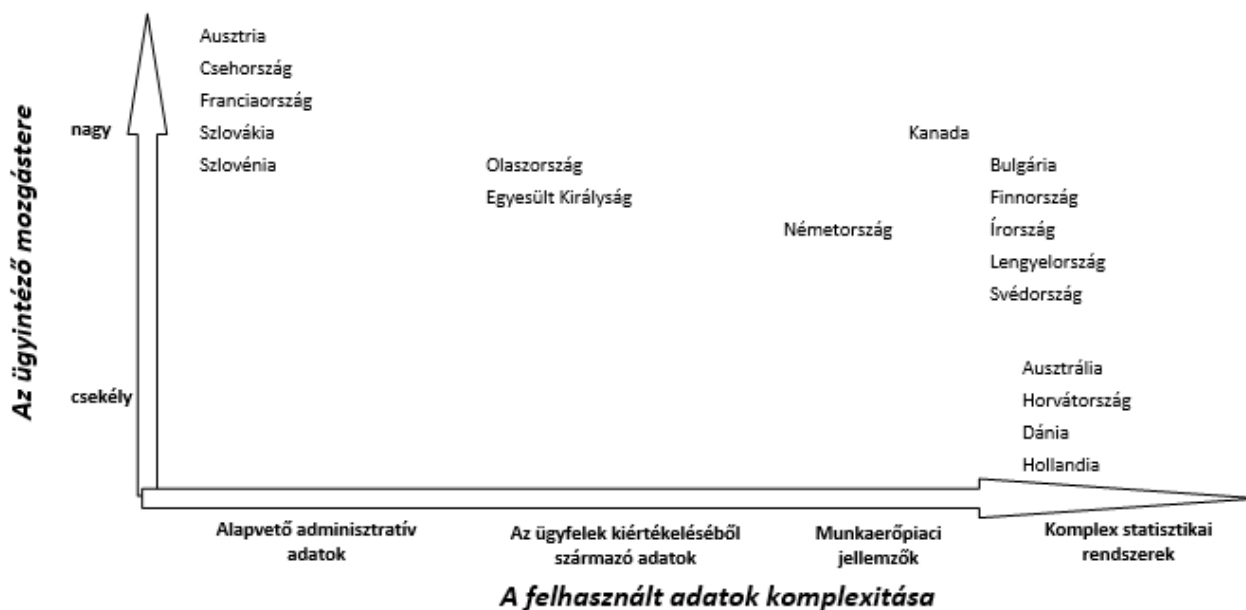 Ausztria
Csehország
Franciaország
nagy
Szlovákia
Kanada
Szlovénia
Olaszország
Bulgária
Egyesült Királyság
Finnország
Németország
Írország
Lengyelország
Svédország
Az ügyintéző mozgástere
Ausztrália
csekély
Horvátország
Dánia
Hollandia
Alapvető adminisztratív
adatok
Az ügyfelek kiértékeléséből
származó adatok
Munkaerőpiaci
jellemzők
Komplex statisztikai
rendszerek
A felhasznált adatok komplexitása